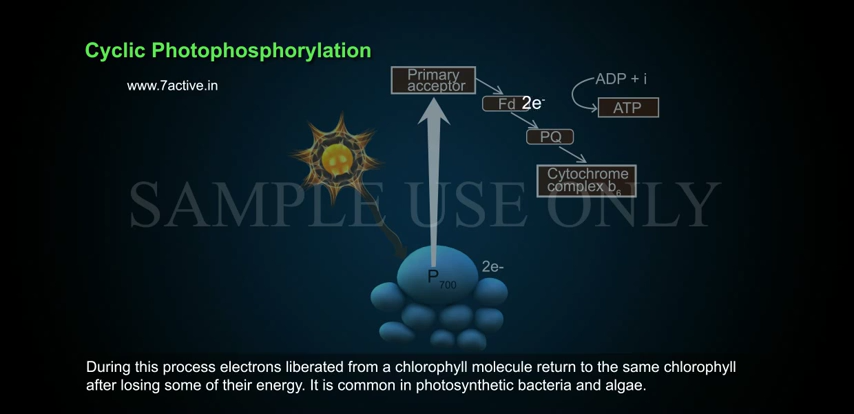 Cyclic Photophosphorylation
www.7active.in
Primary
acceptor
ADP + i
Fd 2e-
ATP
PQ
Cytochrome
complex b6
SAMPLE USE ONLY
P700
2e-
During this process electrons liberated from a chlorophyll molecule return to the same chlorophyll
after losing some of their energy. It is common in photosynthetic bacteria and algae.